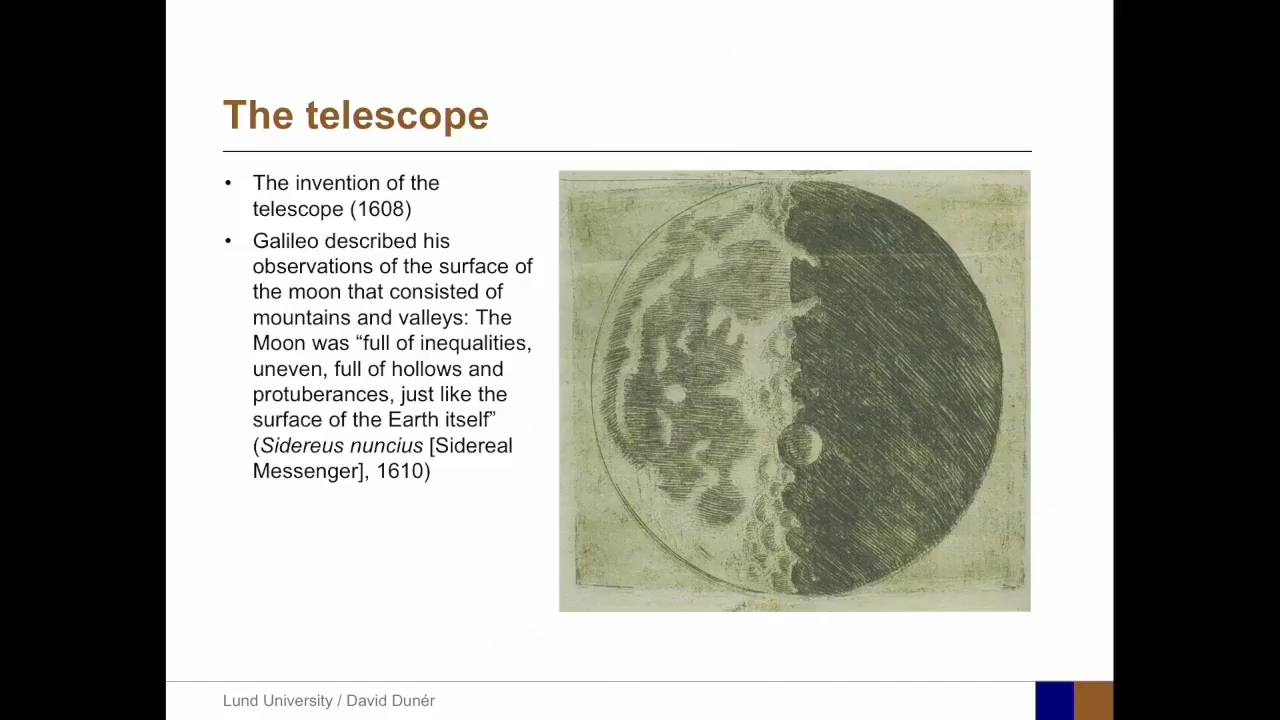 The telescope
• The invention of the
telescope (1608)
• Galileo described his
observations of the surface of
the moon that consisted of
mountains and valleys: The
Moon was “full of inequalities,
uneven, full of hollows and
protuberances, just like the
surface of the Earth itself”
(Sidereus nuncius [Sidereal
Messenger], 1610)
Lund University / David Dunér